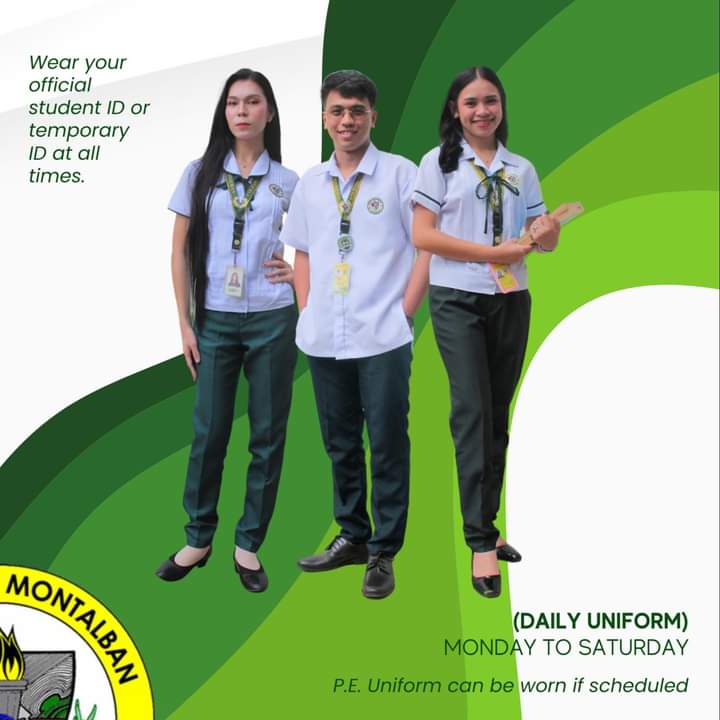 Wear your
official
student ID or
temporary
ID at all
times.
MONTALBAN
(DAILY UNIFORM)
MONDAY TO SATURDAY
P.E. Uniform can be worn if scheduled